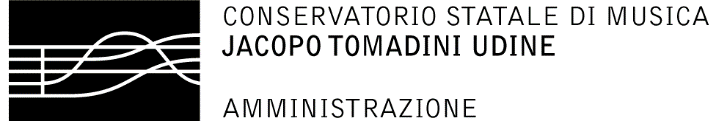 CONSERVATORIO STATALE DI MUSICA
JACOPO TOMADINI UDINE
AMMINISTRAZIONE